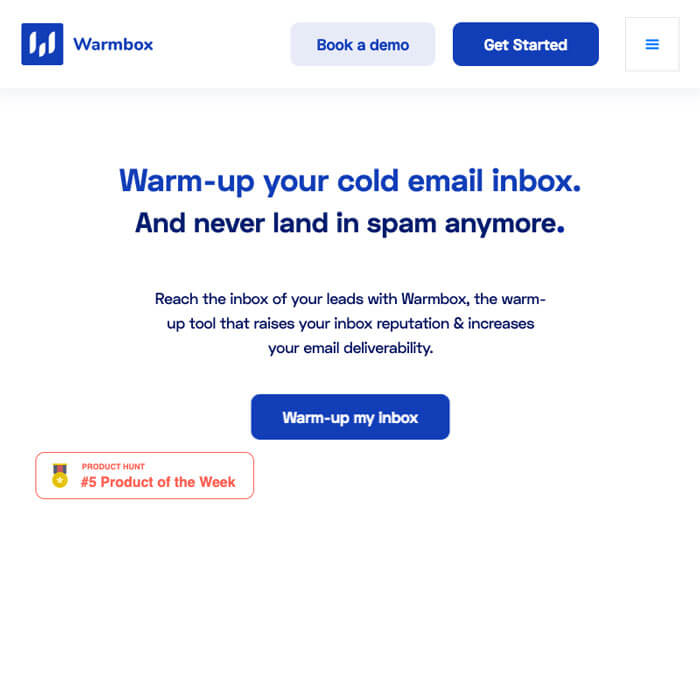 Warmbox
Book a demo
Get Started
Warm-up your cold email inbox.
And never land in spam anymore.
Reach the inbox of your leads with Warmbox, the warm-
up tool that raises your inbox reputation & increases
your email deliverability.
Warm-up my inbox
PRODUCT HUNT
#5 Product of the Week